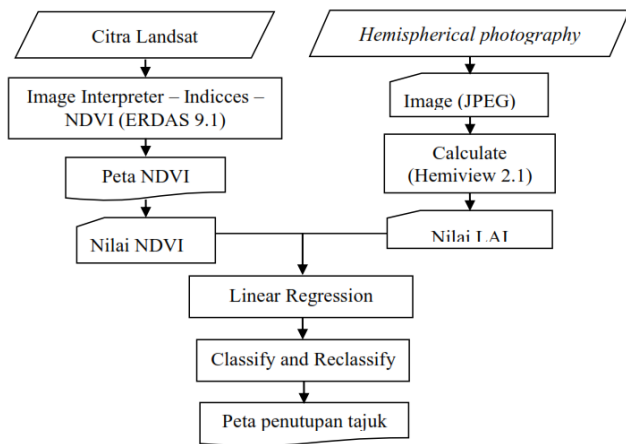 Citra Landsat
Image Interpreter – Indicces –
NDVI (ERDAS 9.1)
Peta NDVI
Nilai NDVI
Hemispherical photography
Image (JPEG)
Calculate
(Hemiview 2.1)
Nilai LAI
Linear Regression
Classify and Reclassify
Peta penutupan tajuk